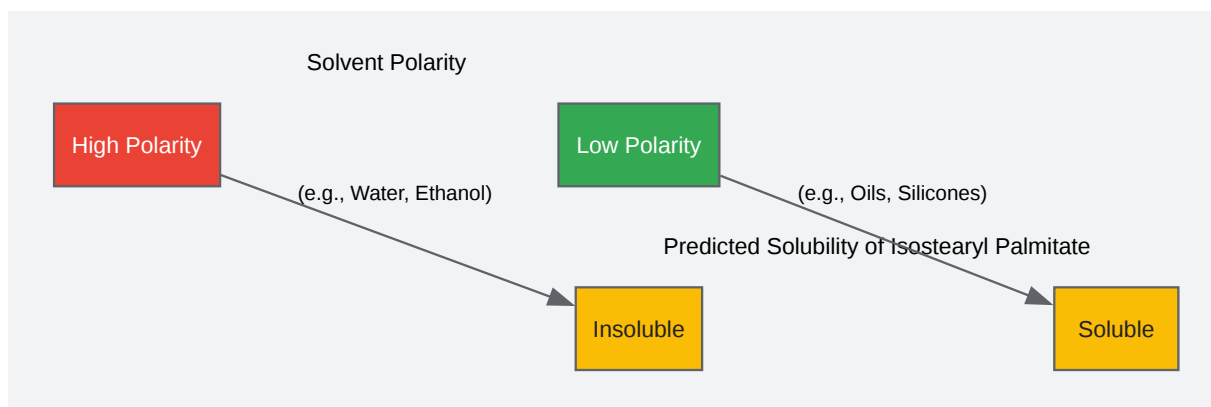 Solvent Polarity
High Polarity
Low Polarity
(e.g., Water, Ethanol)
(e.g., Oils, Silicones)
Predicted Solubility of Isostearyl Palmitate
Insoluble
Soluble